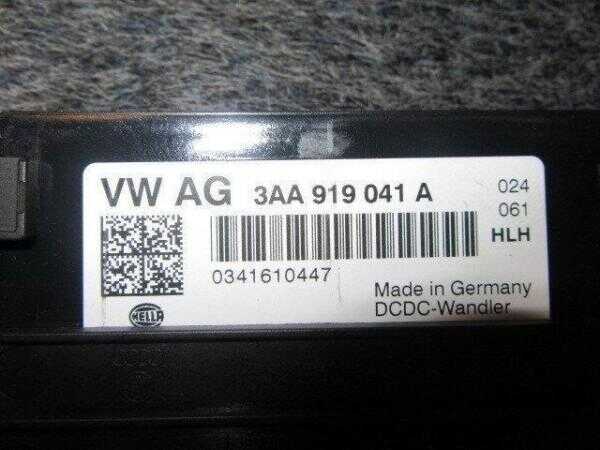 VW AG 3AA 919 041 A
024
061
HLH
0341610447
Made in Germany
DCDC-Wandler
HELLA